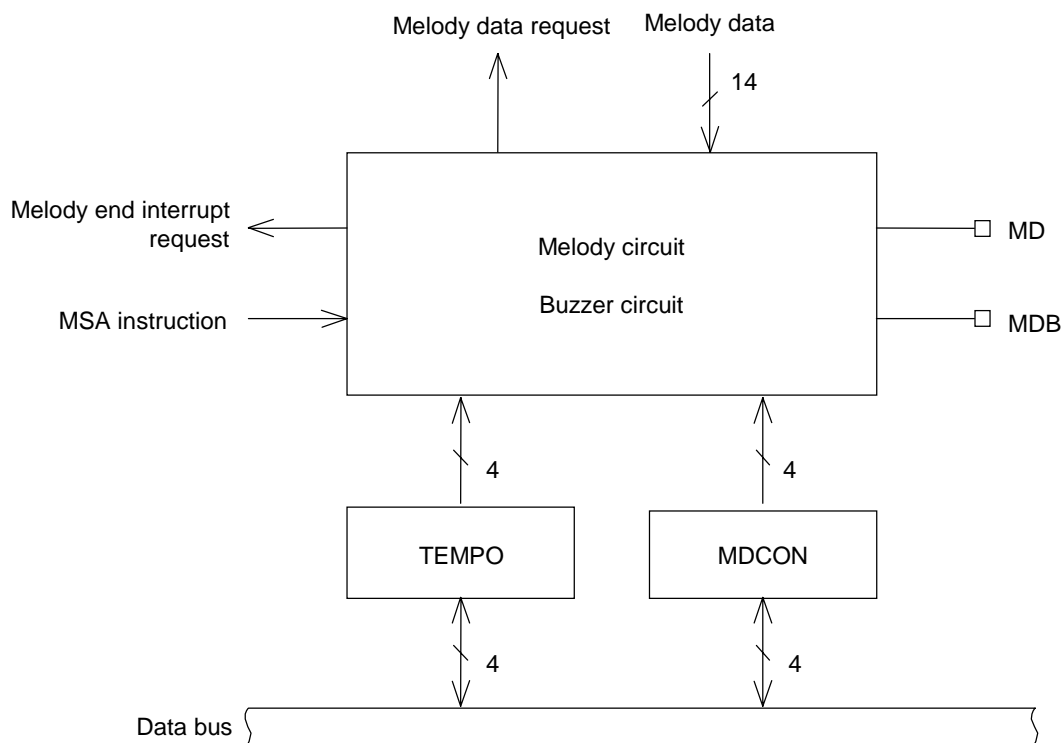 Melody data request
Melody data
14
Melody end interrupt
request
MSA instruction
Melody circuit
Buzzer circuit
MD
MDB
4
4
TEMPO
MDCON
4
4
Data bus